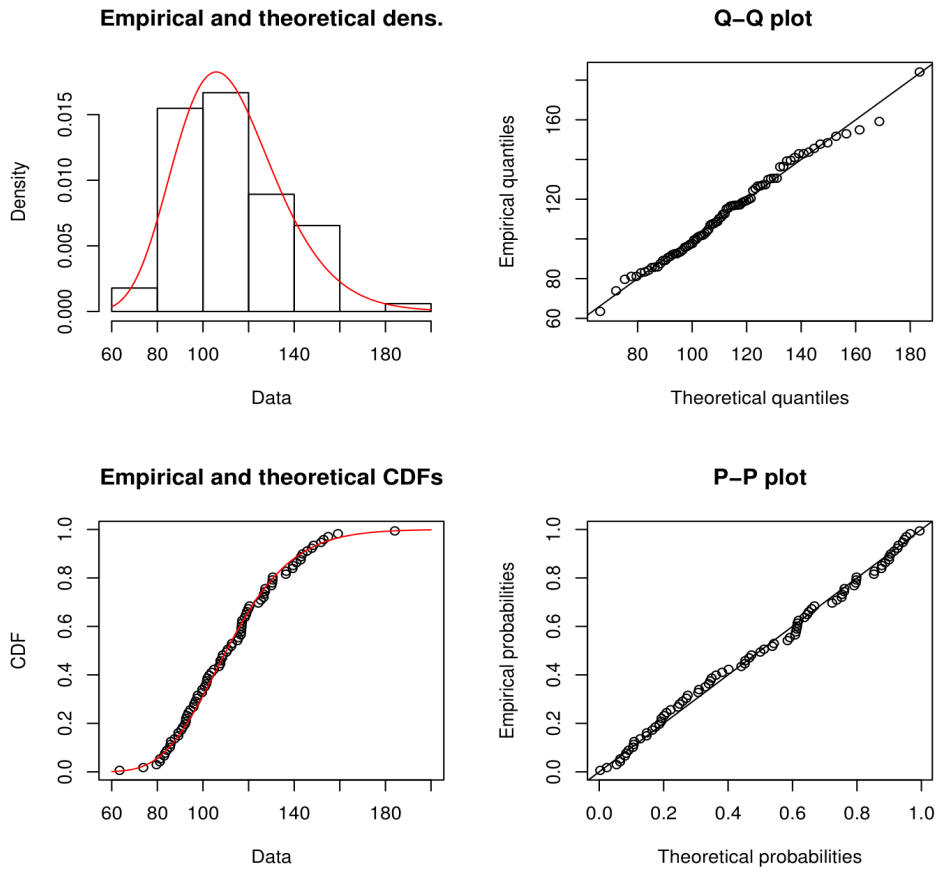 Empirical and theoretical dens.
Density
0.000 0.005 0.010 0.015
60 80 100 140 180
Data
Q−Q plot
Empirical quantiles
60 80 120 160
80 100 120 140 160 180
Theoretical quantiles
Empirical and theoretical CDFs
CDF
0.0 0.2 0.4 0.6 0.8 1.0
60 80 100 140 180
Data
P−P plot
Empirical probabilities
0.0 0.2 0.4 0.6 0.8 1.0
0.0 0.2 0.4 0.6 0.8 1.0
Theoretical probabilities